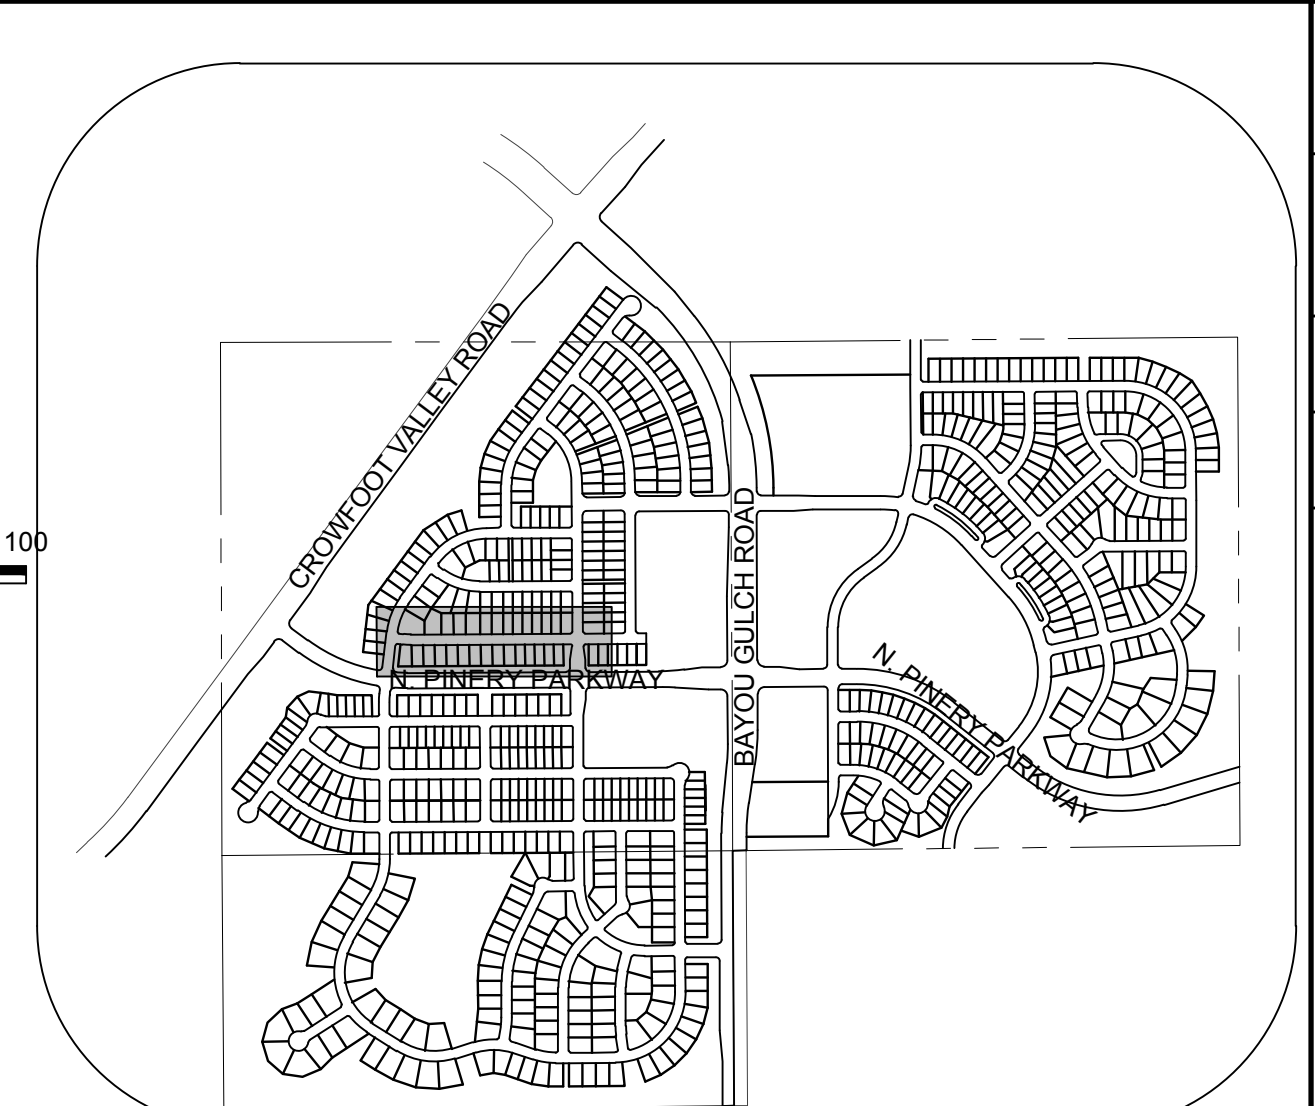 CROWFOOT VALLEY ROAD
100
BAYOU GULCH ROAD
N. PINERY PARKWAY
N. PINERY PARKWAY